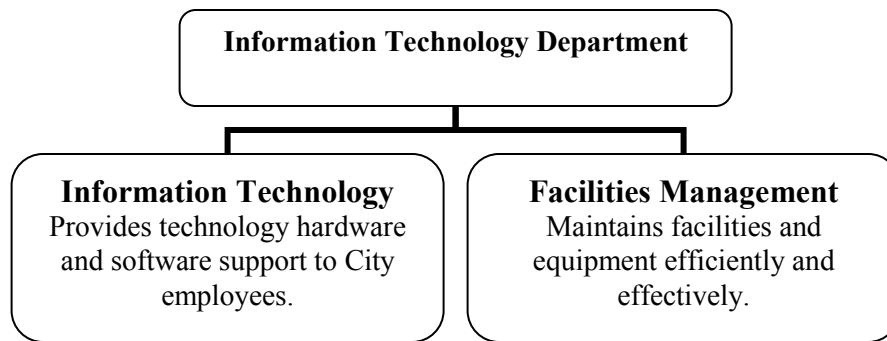 Information Technology Department
Information Technology
Provides technology hardware
and software support to City
employees.
Facilities Management
Maintains facilities and
equipment efficiently and
effectively.